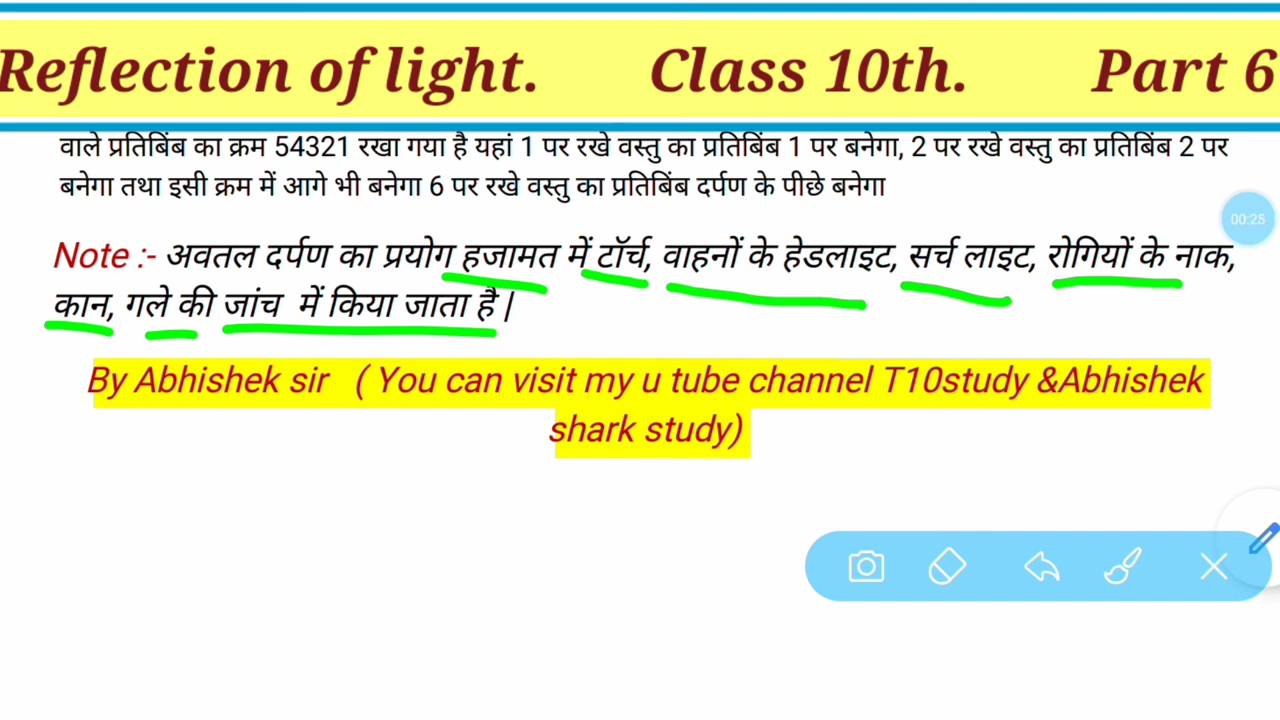 Reflection of light. Class 10th. Part 6
वाले प्रतिबिंब का क्रम 54321 रखा गया है यहां 1 पर रखे वस्तु का प्रतिबिंब 1 पर बनेगा, 2 पर रखे वस्तु का प्रतिबिंब 2 पर
बनेगा तथा इसी क्रम में आगे भी बनेगा 6 पर रखे वस्तु का प्रतिबिंब दर्पण के पीछे बनेगा
00:25
Note :- अवतल दर्पण का प्रयोग हजामत में टॉर्च, वाहनों के हेडलाइट, सर्च लाइट, रोगियों के नाक,
कान, गले की जांच में किया जाता है |
By Abhishek sir ( You can visit my u tube channel T10study &Abhishek
shark study)